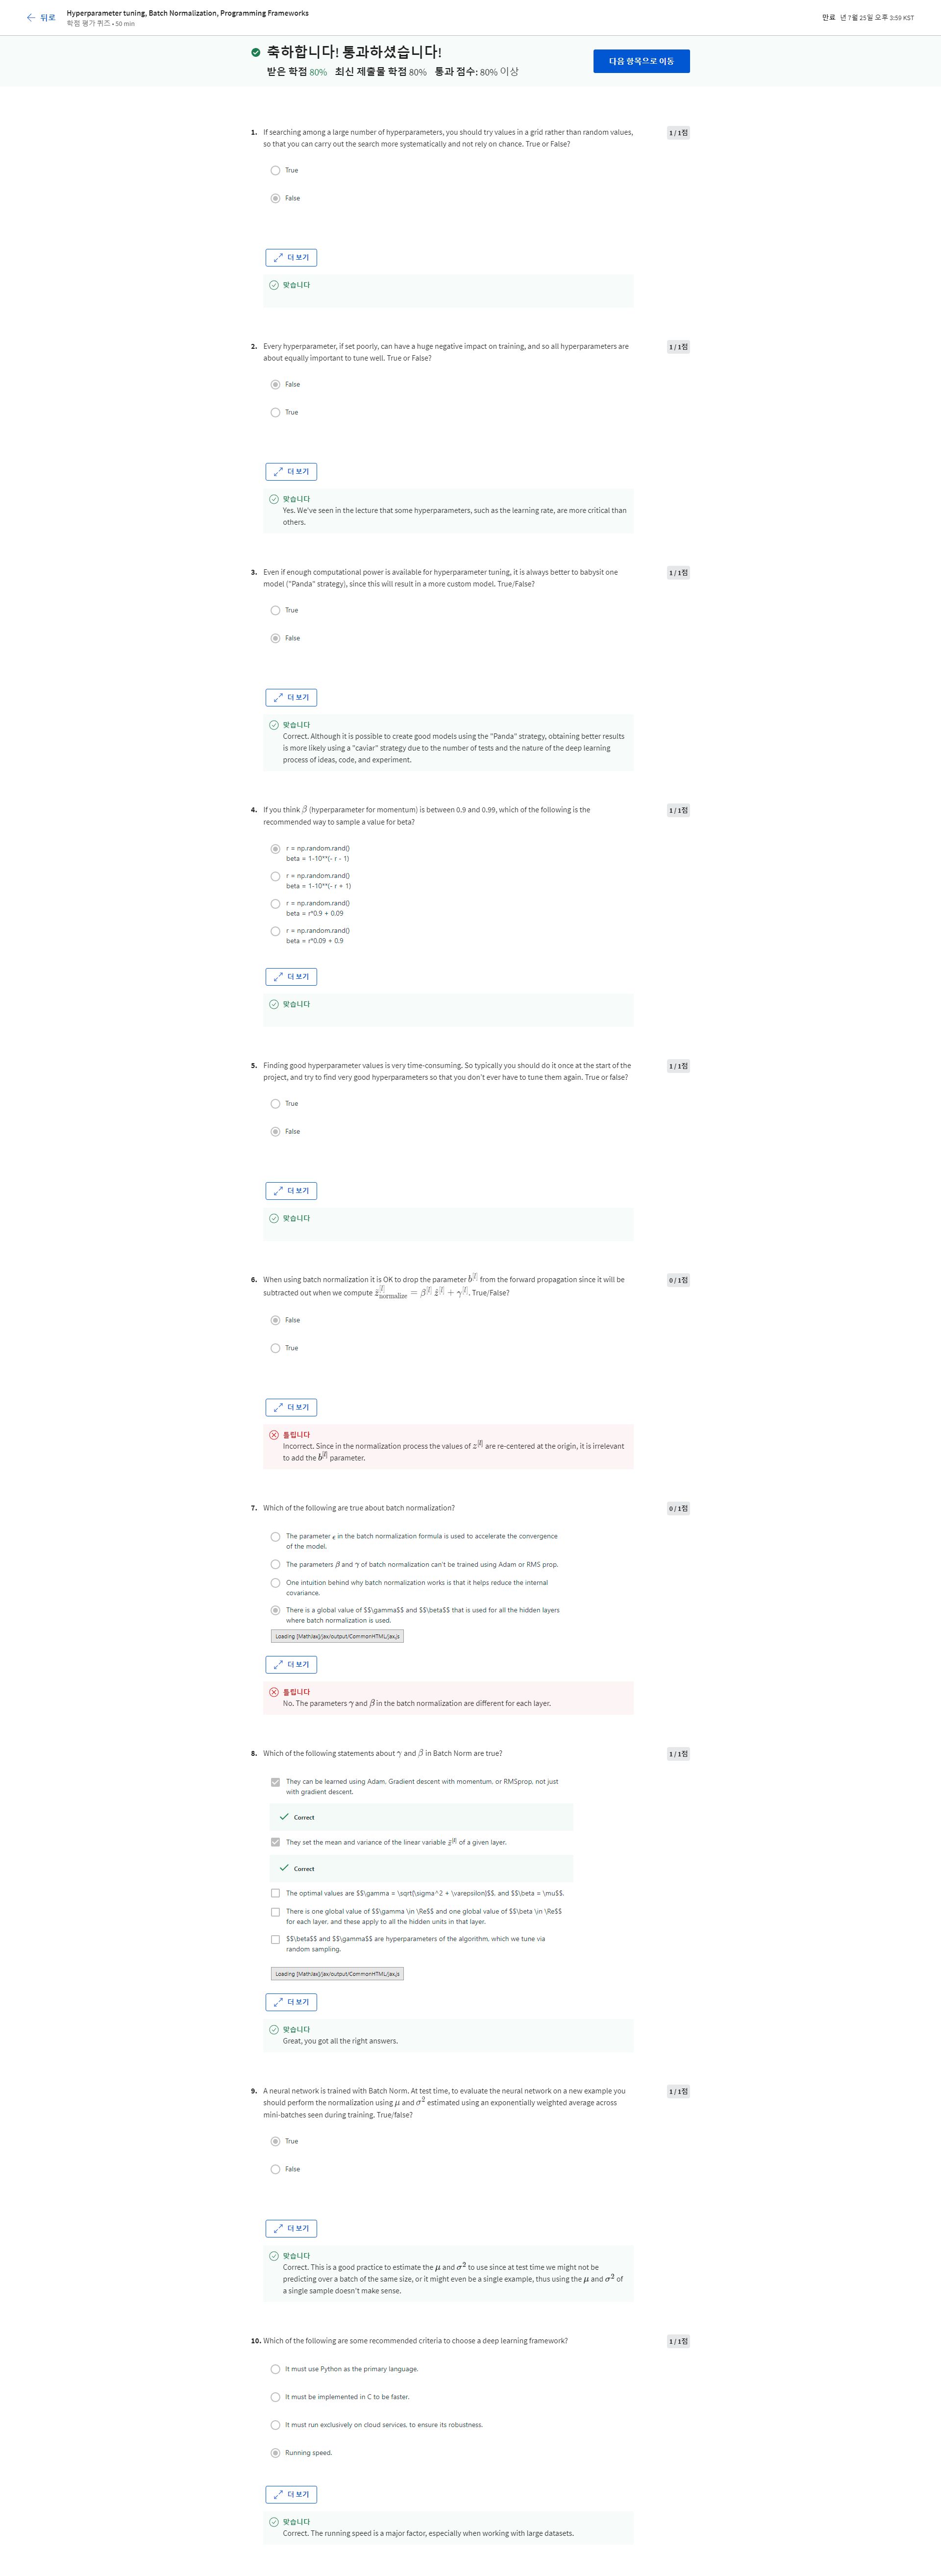 뒤로
Hyperparameter tuning, Batch Normalization, Programming Frameworks
학점 평가 퀴즈 • 50 min
만료 년 7월 25일 오후 3:59 KST
축하합니다! 통과하셨습니다!
받은 학점 80% 최신 제출물 학점 80% 통과 점수: 80% 이상
다음 항목으로 이동
1. If searching among a large number of hyperparameters, you should try values in a grid rather than random values,
so that you can carry out the search more systematically and not rely on chance. True or False?
1 / 1점
True
False
더 보기
맞습니다
2. Every hyperparameter, if set poorly, can have a huge negative impact on training, and so all hyperparameters are
about equally important to tune well. True or False?
1 / 1점
False
True
더 보기
맞습니다
Yes. We've seen in the lecture that some hyperparameters, such as the learning rate, are more critical than
others.
3. Even if enough computational power is available for hyperparameter tuning, it is always better to babysit one
model ("Panda" strategy), since this will result in a more custom model. True/False?
1 / 1점
True
False
더 보기
맞습니다
Correct. Although it is possible to create good models using the "Panda" strategy, obtaining better results
is more likely using a "caviar" strategy due to the number of tests and the nature of the deep learning
process of ideas, code, and experiment.
4. If you think β (hyperparameter for momentum) is between 0.9 and 0.99, which of the following is the
recommended way to sample a value for beta?
1 / 1점
r = np.random.rand()
beta = 1-10**(- r - 1)
r = np.random.rand()
beta = 1-10**(- r + 1)
r = np.random.rand()
beta = r*0.9 + 0.09
r = np.random.rand()
beta = r*0.09 + 0.9
더 보기
맞습니다
5. Finding good hyperparameter values is very time-consuming. So typically you should do it once at the start of the
project, and try to find very good hyperparameters so that you don't ever have to tune them again. True or false?
1 / 1점
True
False
더 보기
맞습니다
6. When using batch normalization it is OK to drop the parameter b^[l] from the forward propagation since it will be
subtracted out when we compute z̃^[l]_normalize = β^[l] ẑ^[l] + γ^[l]. True/False?
0 / 1점
False
True
더 보기
틀립니다
Incorrect. Since in the normalization process the values of z^[l] are re-centered at the origin, it is irrelevant
to add the b^[l] parameter.
7. Which of the following are true about batch normalization?
0 / 1점
The parameter ϵ in the batch normalization formula is used to accelerate the convergence
of the model.
The parameters β and γ of batch normalization can't be trained using Adam or RMS prop.
One intuition behind why batch normalization works is that it helps reduce the internal
covariance.
There is a global value of $$\gamma$$ and $$\beta$$ that is used for all the hidden layers
where batch normalization is used.
Loading [MathJax]/jax/output/CommonHTML/jax.js
더 보기
틀립니다
No. The parameters γ and β in the batch normalization are different for each layer.
8. Which of the following statements about γ and β in Batch Norm are true?
1 / 1점
They can be learned using Adam, Gradient descent with momentum, or RMSprop, not just
with gradient descent.
Correct
They set the mean and variance of the linear variable z̃^[l] of a given layer.
Correct
The optimal values are $$\gamma = \sqrt{\sigma^2 + \varepsilon}$$, and $$\beta = \mu$$.
There is one global value of $$\gamma \in \Re$$ and one global value of $$\beta \in \Re$$
for each layer, and these apply to all the hidden units in that layer.
$$\beta$$ and $$\gamma$$ are hyperparameters of the algorithm, which we tune via
random sampling.
Loading [MathJax]/jax/output/CommonHTML/jax.js
더 보기
맞습니다
Great, you got all the right answers.
9. A neural network is trained with Batch Norm. At test time, to evaluate the neural network on a new example you
should perform the normalization using μ and σ² estimated using an exponentially weighted average across
mini-batches seen during training. True/false?
1 / 1점
True
False
더 보기
맞습니다
Correct. This is a good practice to estimate the μ and σ² to use since at test time we might not be
predicting over a batch of the same size, or it might even be a single example, thus using the μ and σ² of
a single sample doesn't make sense.
10. Which of the following are some recommended criteria to choose a deep learning framework?
1 / 1점
It must use Python as the primary language.
It must be implemented in C to be faster.
It must run exclusively on cloud services, to ensure its robustness.
Running speed.
더 보기
맞습니다
Correct. The running speed is a major factor, especially when working with large datasets.